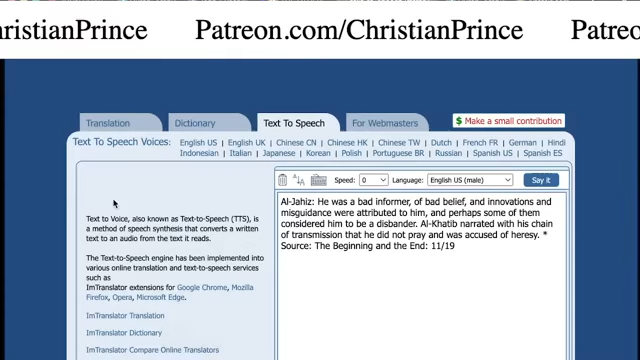 ristianPrince Patreon.com/ChristianPrince Patreo
Translation Dictionary Text To Speech For Webmasters $ Make a small contribution
Text To Speech Voices: English US | English UK | Chinese CN | Chinese HK | Chinese TW | Dutch | French FR | German | Hindi
Indonesian | Italian | Japanese | Korean | Polish | Portuguese BR | Russian | Spanish US | Spanish ES
Speed: 0 Language: English US (male) Say it
Al-Jahiz: He was a bad informer, of bad belief, and innovations and
misguidance were attributed to him, and perhaps some of them
considered him to be a disbander. Al-Khatib narrated with his chain
of transmission that he did not pray and was accused of heresy. *
Source: The Beginning and the End: 11/19
Text to Voice, also known as Text-to-Speech (TTS), is
a method of speech synthesis that converts a written
text to an audio from the text it reads.
The Text-to-Speech engine has been implemented into
various online translation and text-to-speech services
such as
ImTranslator extensions for Google Chrome, Mozilla
Firefox, Opera, Microsoft Edge.
ImTranslator Translation
ImTranslator Dictionary
ImTranslator Compare Online Translators